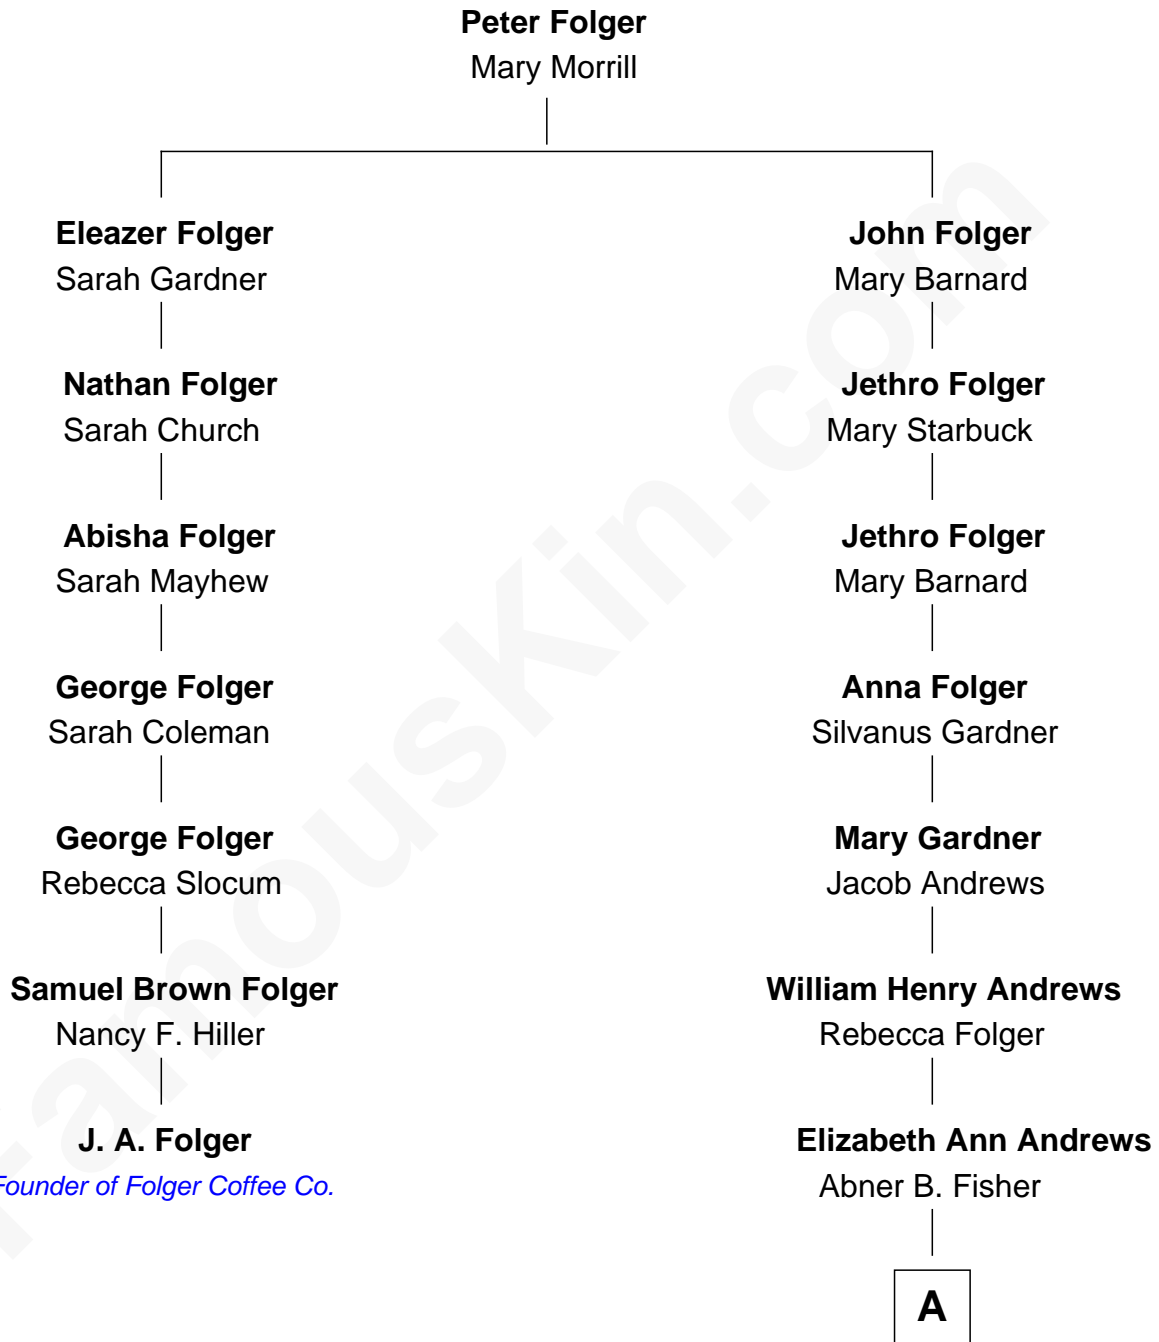 Peter Folger
Mary Morrill
Eleazer Folger
Sarah Gardner
John Folger
Mary Barnard
Nathan Folger
Sarah Church
Jethro Folger
Mary Starbuck
Abisha Folger
Sarah Mayhew
Jethro Folger
Mary Barnard
George Folger
Sarah Coleman
Anna Folger
Silvanus Gardner
George Folger
Rebecca Slocum
Mary Gardner
Jacob Andrews
Samuel Brown Folger
Nancy F. Hiller
William Henry Andrews
Rebecca Folger
J. A. Folger
Founder of Folger Coffee Co.
Elizabeth Ann Andrews
Abner B. Fisher
A
FamousKin.com